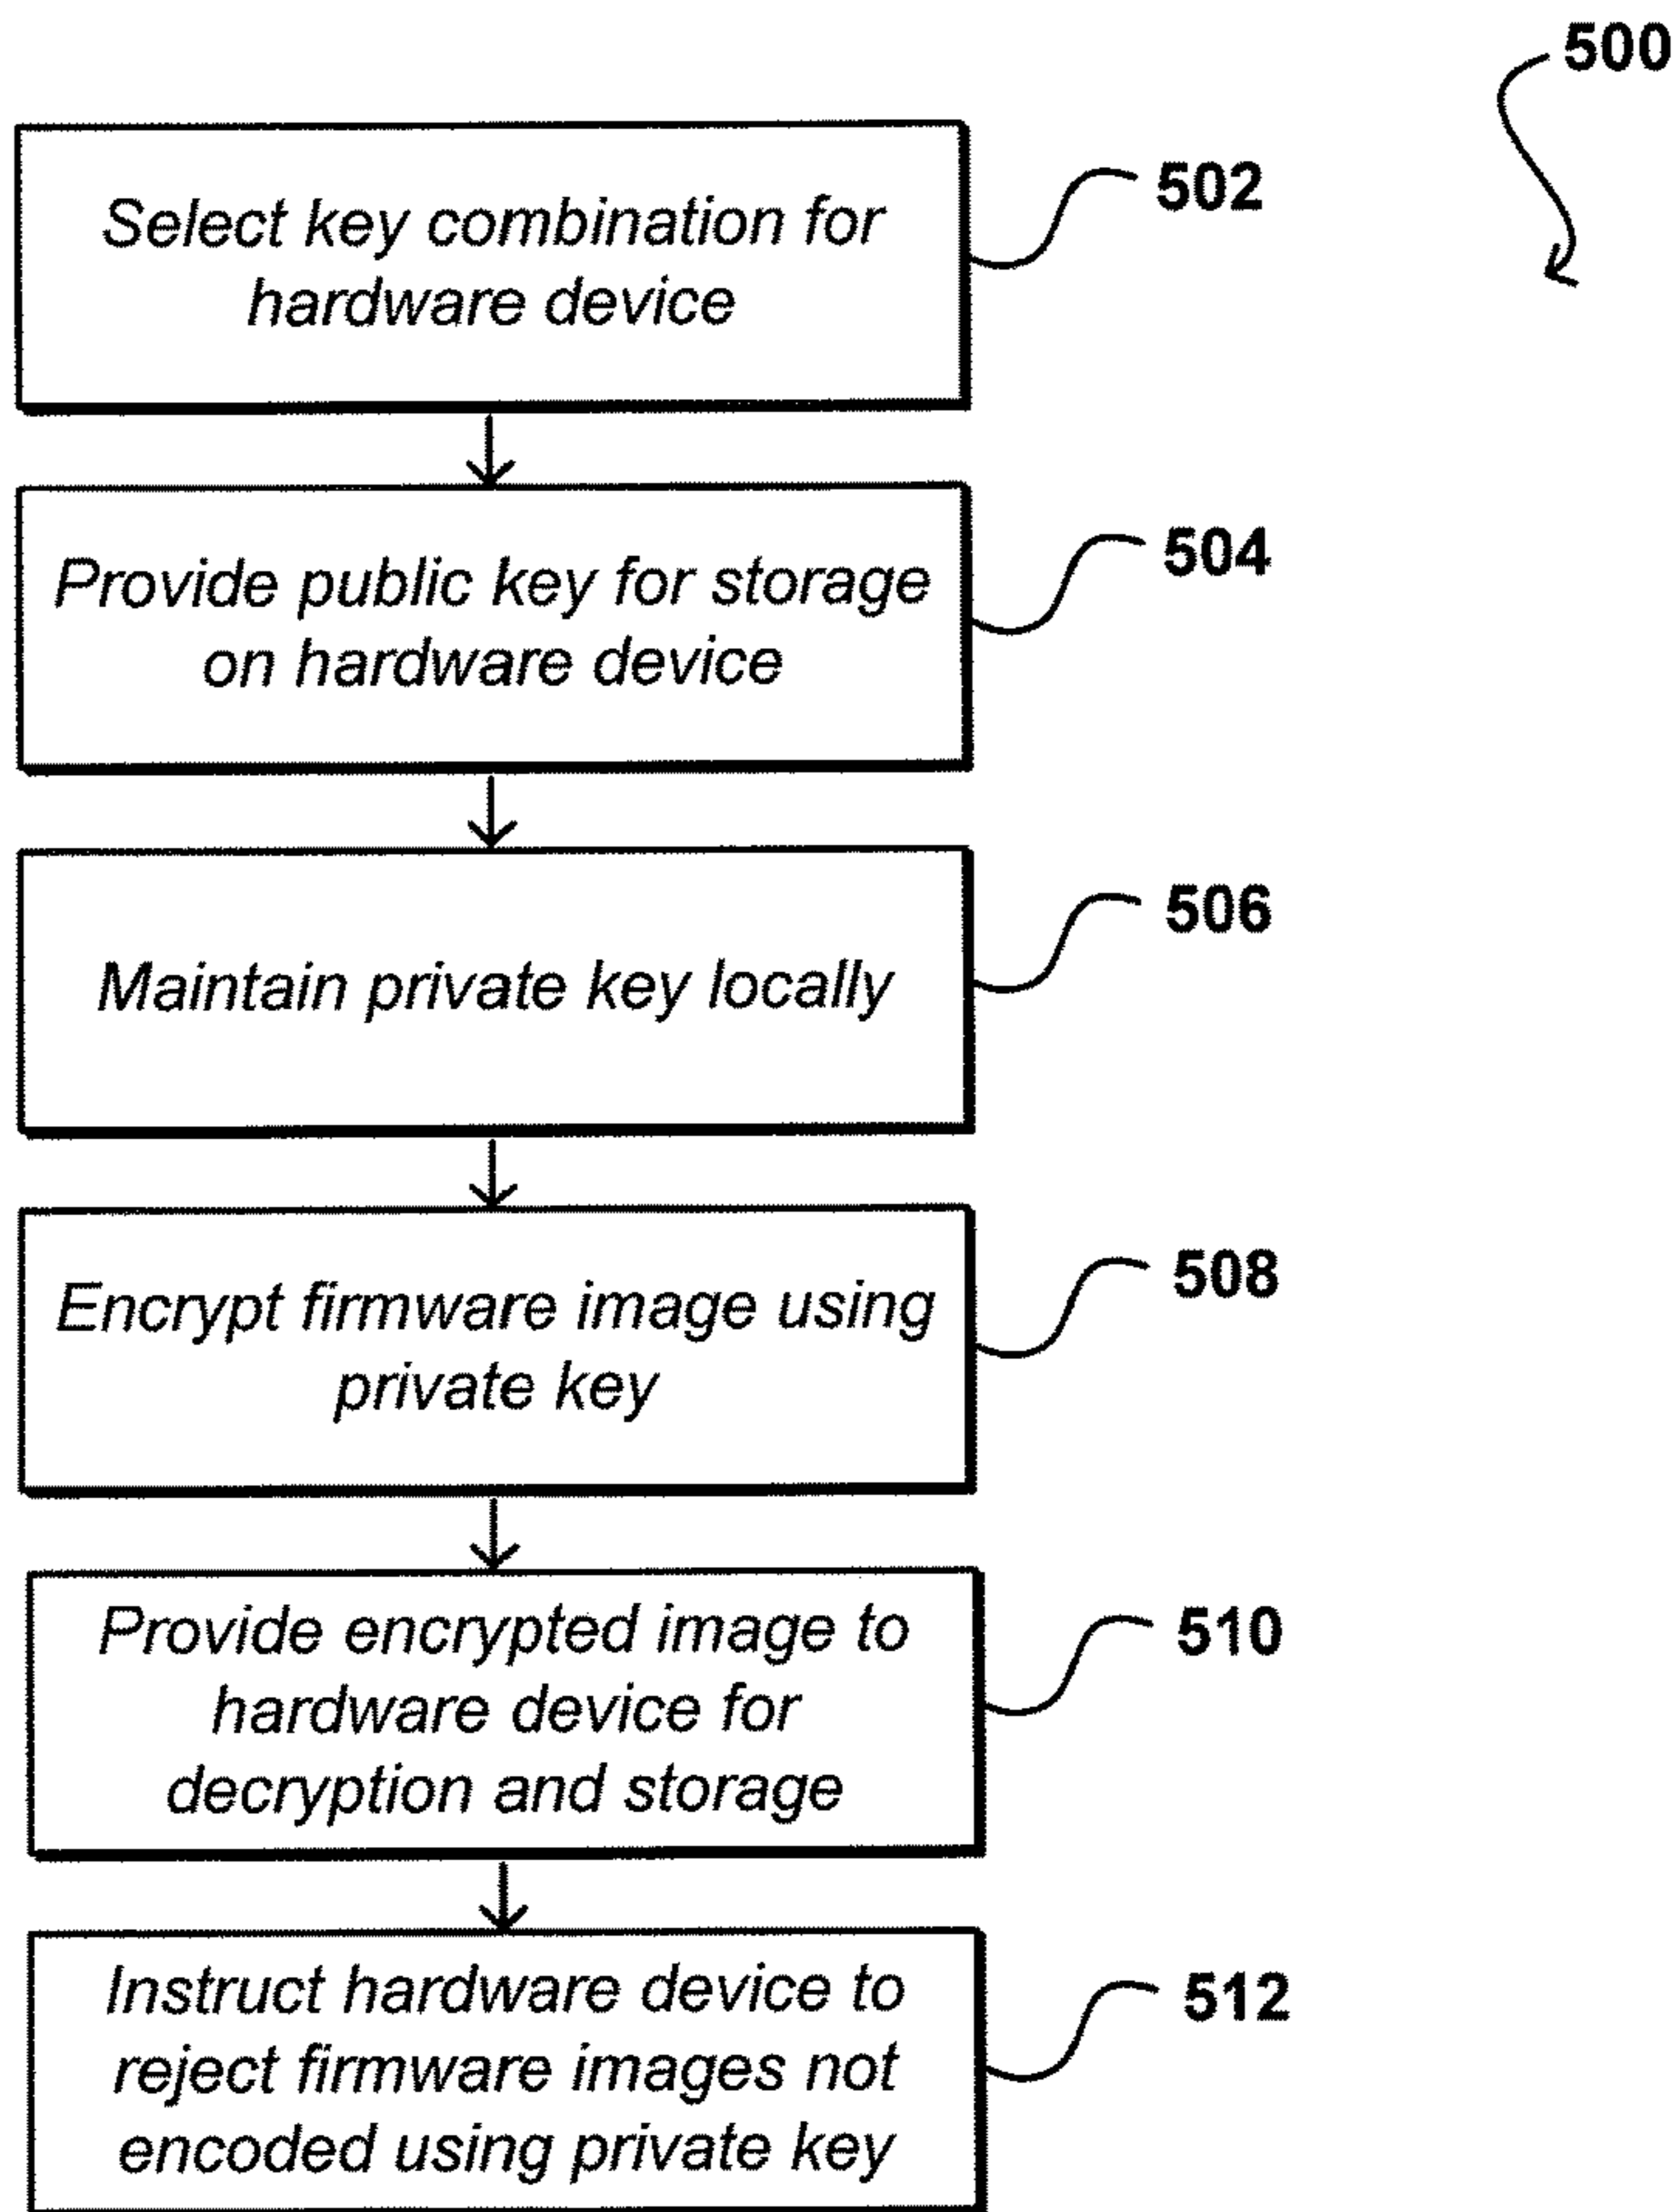 500
Select key combination for
hardware device
502
Provide public key for storage
on hardware device
504
Maintain private key locally
506
Encrypt firmware image using
private key
508
Provide encrypted image to
hardware device for
decryption and storage
510
Instruct hardware device to
reject firmware images not
encoded using private key
512